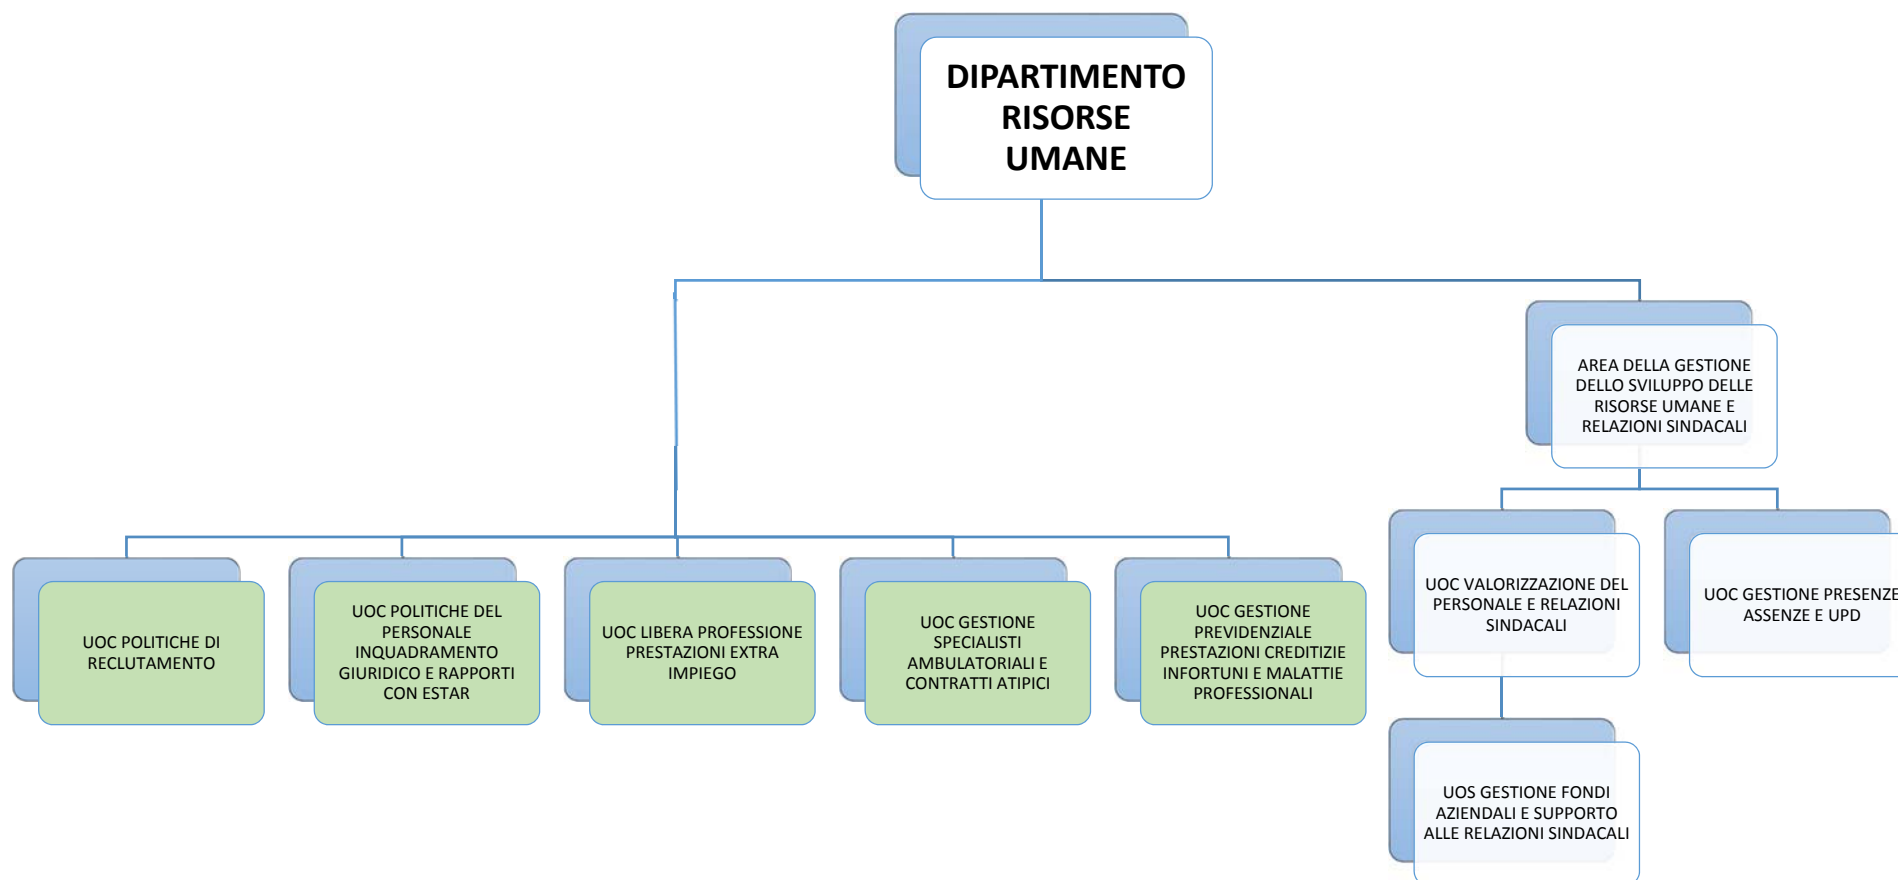 DIPARTIMENTO
RISORSE
UMANE
AREA DELLA GESTIONE
DELLO SVILUPPO DELLE
RISORSE UMANE E
RELAZIONI SINDACALI
UOC POLITICHE DI
RECLUTAMENTO
UOC POLITICHE DEL
PERSONALE
INQUADRAMENTO
GIURIDICO E RAPPORTI
CON ESTAR
UOC LIBERA PROFESSIONE
PRESTAZIONI EXTRA
IMPIEGO
UOC GESTIONE
SPECIALISTI
AMBULATORIALI E
CONTRATTI ATIPICI
UOC GESTIONE
PREVIDENZIALE
PRESTAZIONI CREDITIZIE
INFORTUNI E MALATTIE
PROFESSIONALI
UOC VALORIZZAZIONE DEL
PERSONALE E RELAZIONI
SINDACALI
UOC GESTIONE PRESENZE
ASSENZE E UPD
UOS GESTIONE FONDI
AZIENDALI E SUPPORTO
ALLE RELAZIONI SINDACALI